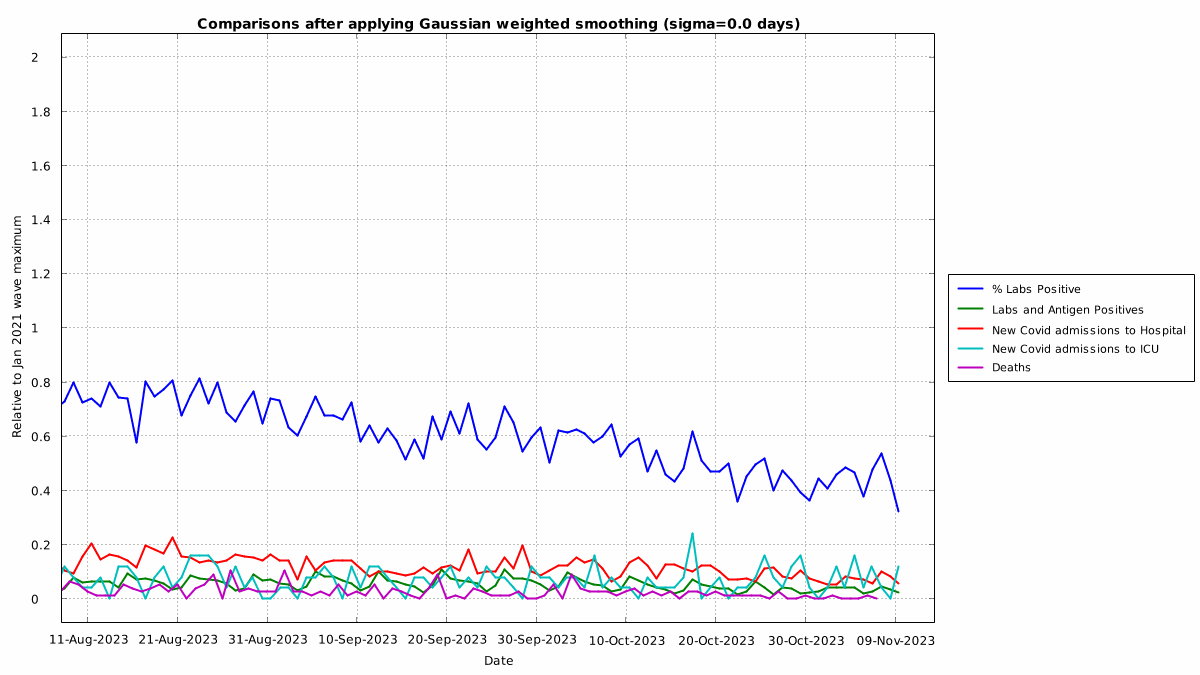 Comparisons after applying Gaussian weighted smoothing (sigma=0.0 days)
2
1.8
1.6
1.4
1.2
1
0.8
0.6
0.4
0.2
0
Relative to Jan 2021 wave maximum
11-Aug-2023 21-Aug-2023 31-Aug-2023 10-Sep-2023 20-Sep-2023 30-Sep-2023 10-Oct-2023 20-Oct-2023 30-Oct-2023 09-Nov-2023
Date
% Labs Positive
Labs and Antigen Positives
New Covid admissions to Hospital
New Covid admissions to ICU
Deaths